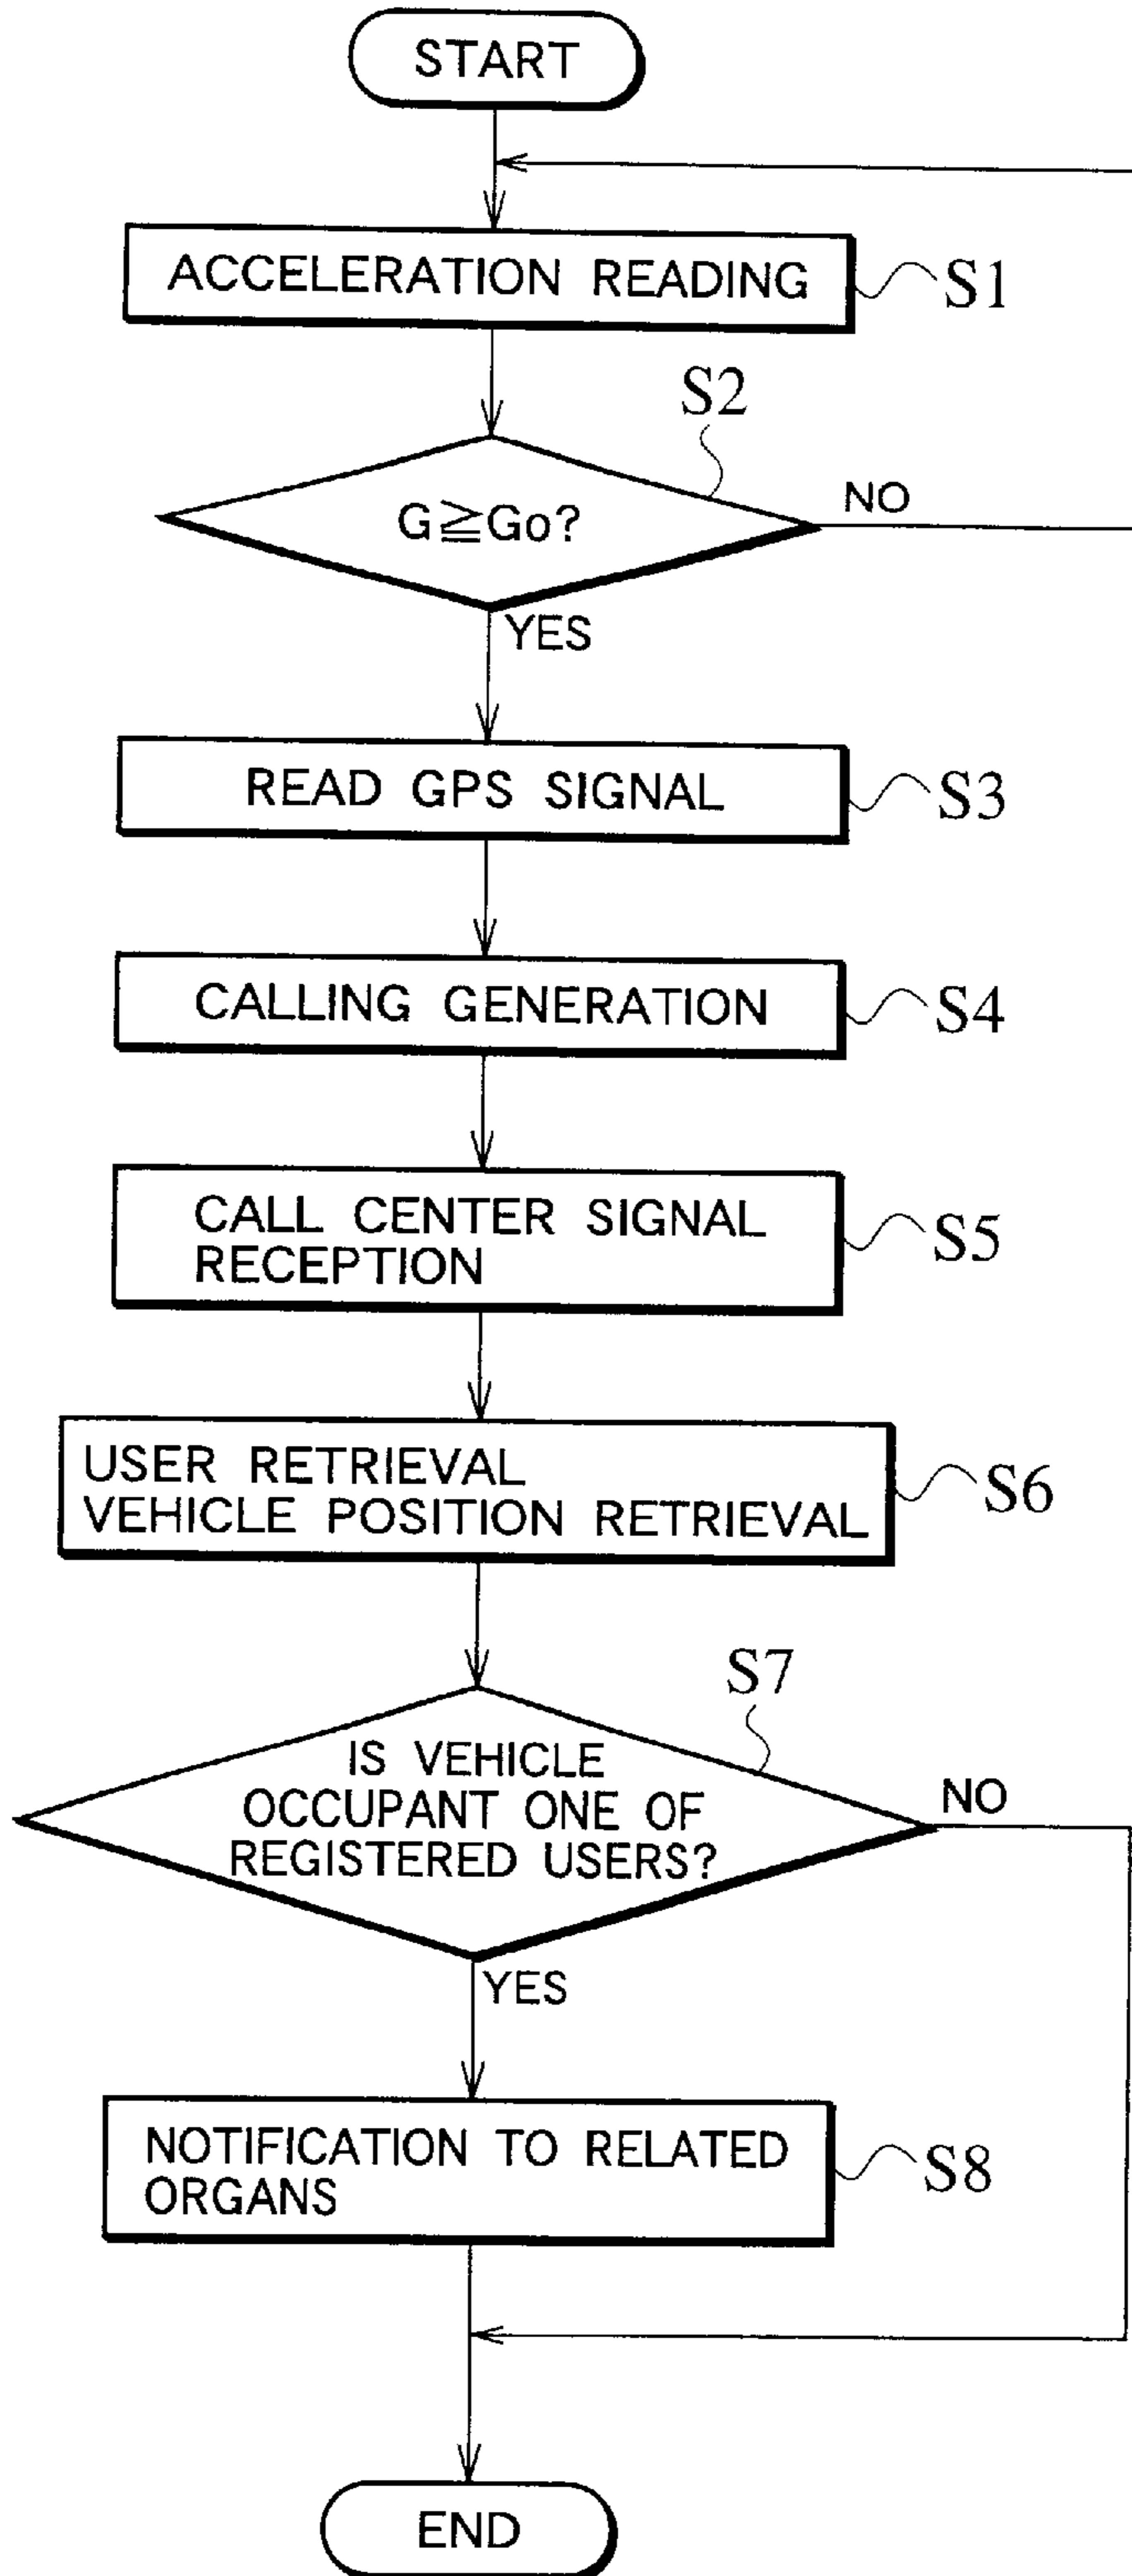 START
ACCELERATION READING
S1
S2
G≧Go?
NO
YES
READ GPS SIGNAL
S3
CALLING GENERATION
S4
CALL CENTER SIGNAL
RECEPTION
S5
USER RETRIEVAL
VEHICLE POSITION RETRIEVAL
S6
S7
IS VEHICLE
OCCUPANT ONE OF
REGISTERED USERS?
NO
YES
NOTIFICATION TO RELATED
ORGANS
S8
END